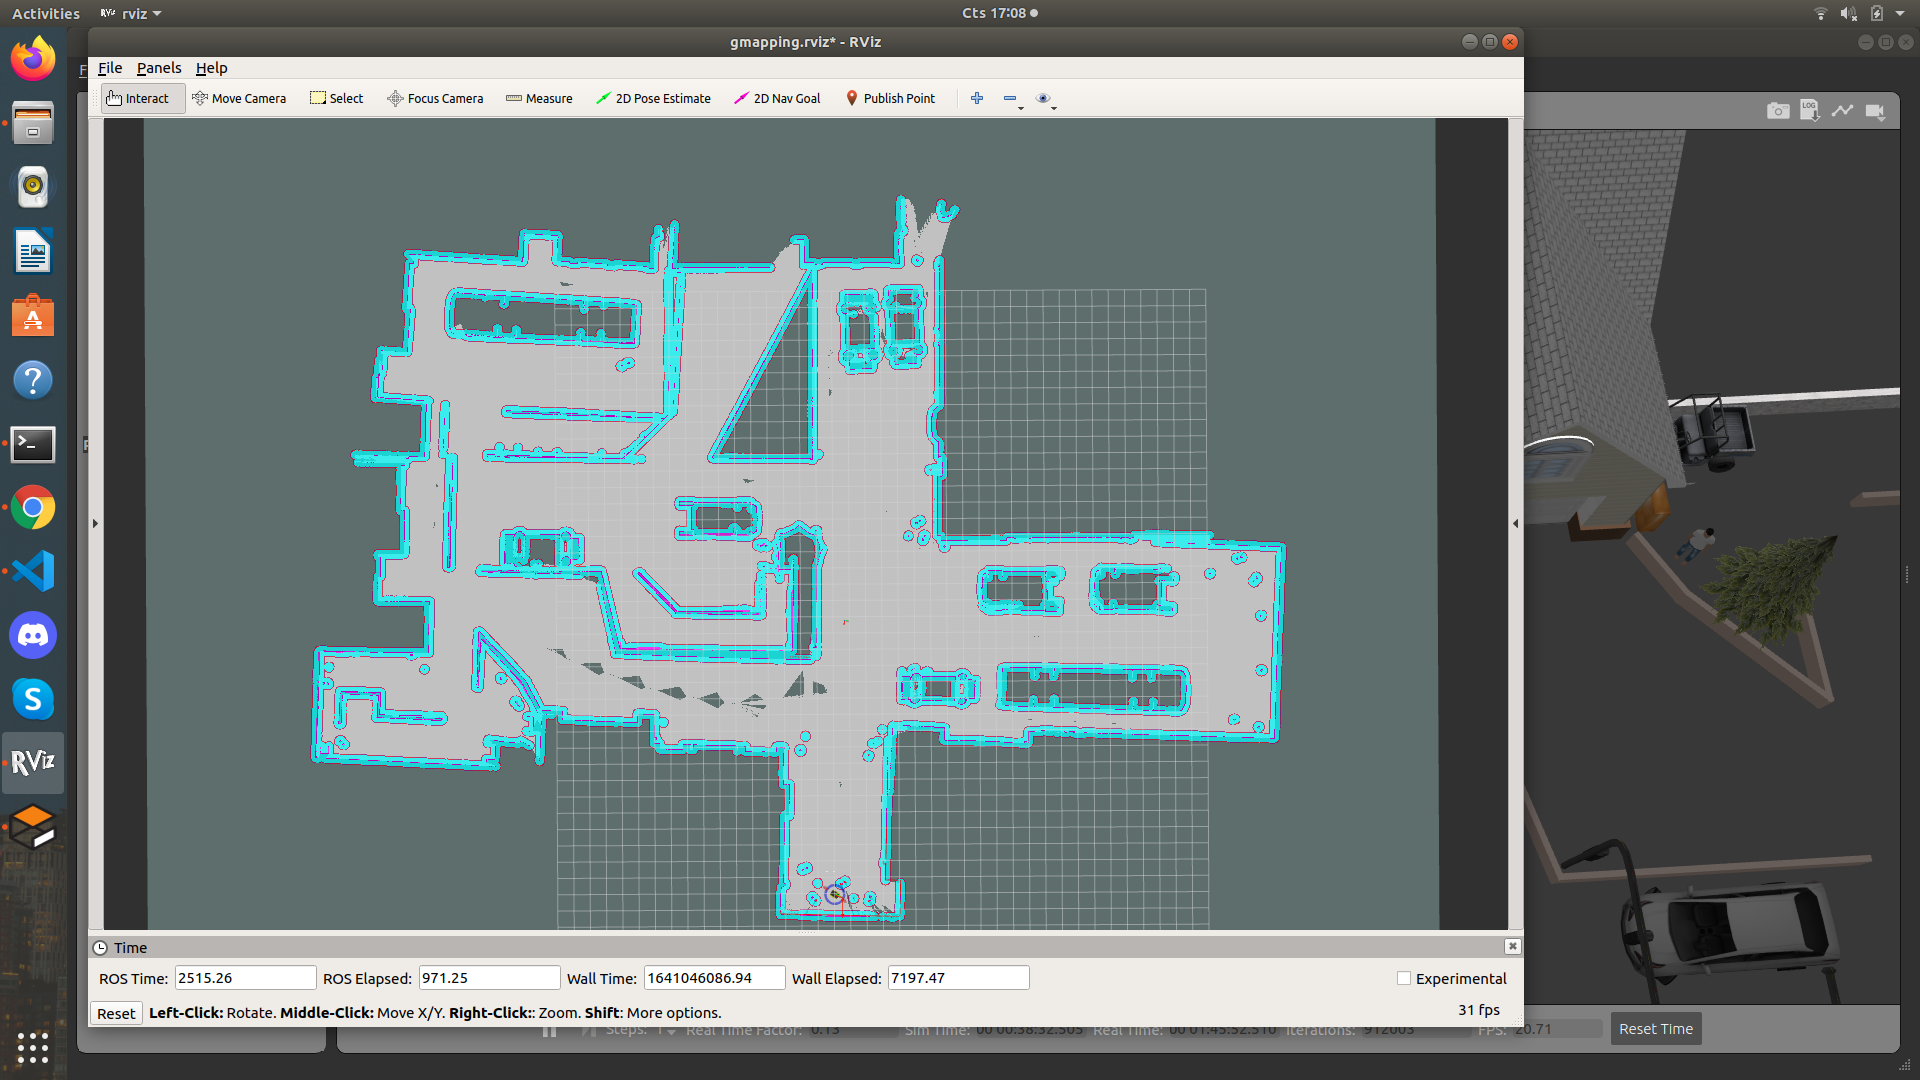 Activities RViz rviz Cts 17:08
gmapping.rviz* - RViz
File Panels Help
Interact Move Camera Select Focus Camera Measure 2D Pose Estimate 2D Nav Goal Publish Point
LOG
RViz
Time
ROS Time: 2515.26 ROS Elapsed: 971.25 Wall Time: 1641046086.94 Wall Elapsed: 7197.47 Experimental
Reset Left-Click: Rotate. Middle-Click: Move X/Y. Right-Click:: Zoom. Shift: More options. 31 fps
Steps: 1 Real Time Factor: 0.13 Sim Time: 00 00:38:32.505 Real Time: 00 01:45:52.510 Iterations: 912003 FPS: 20.71 Reset Time